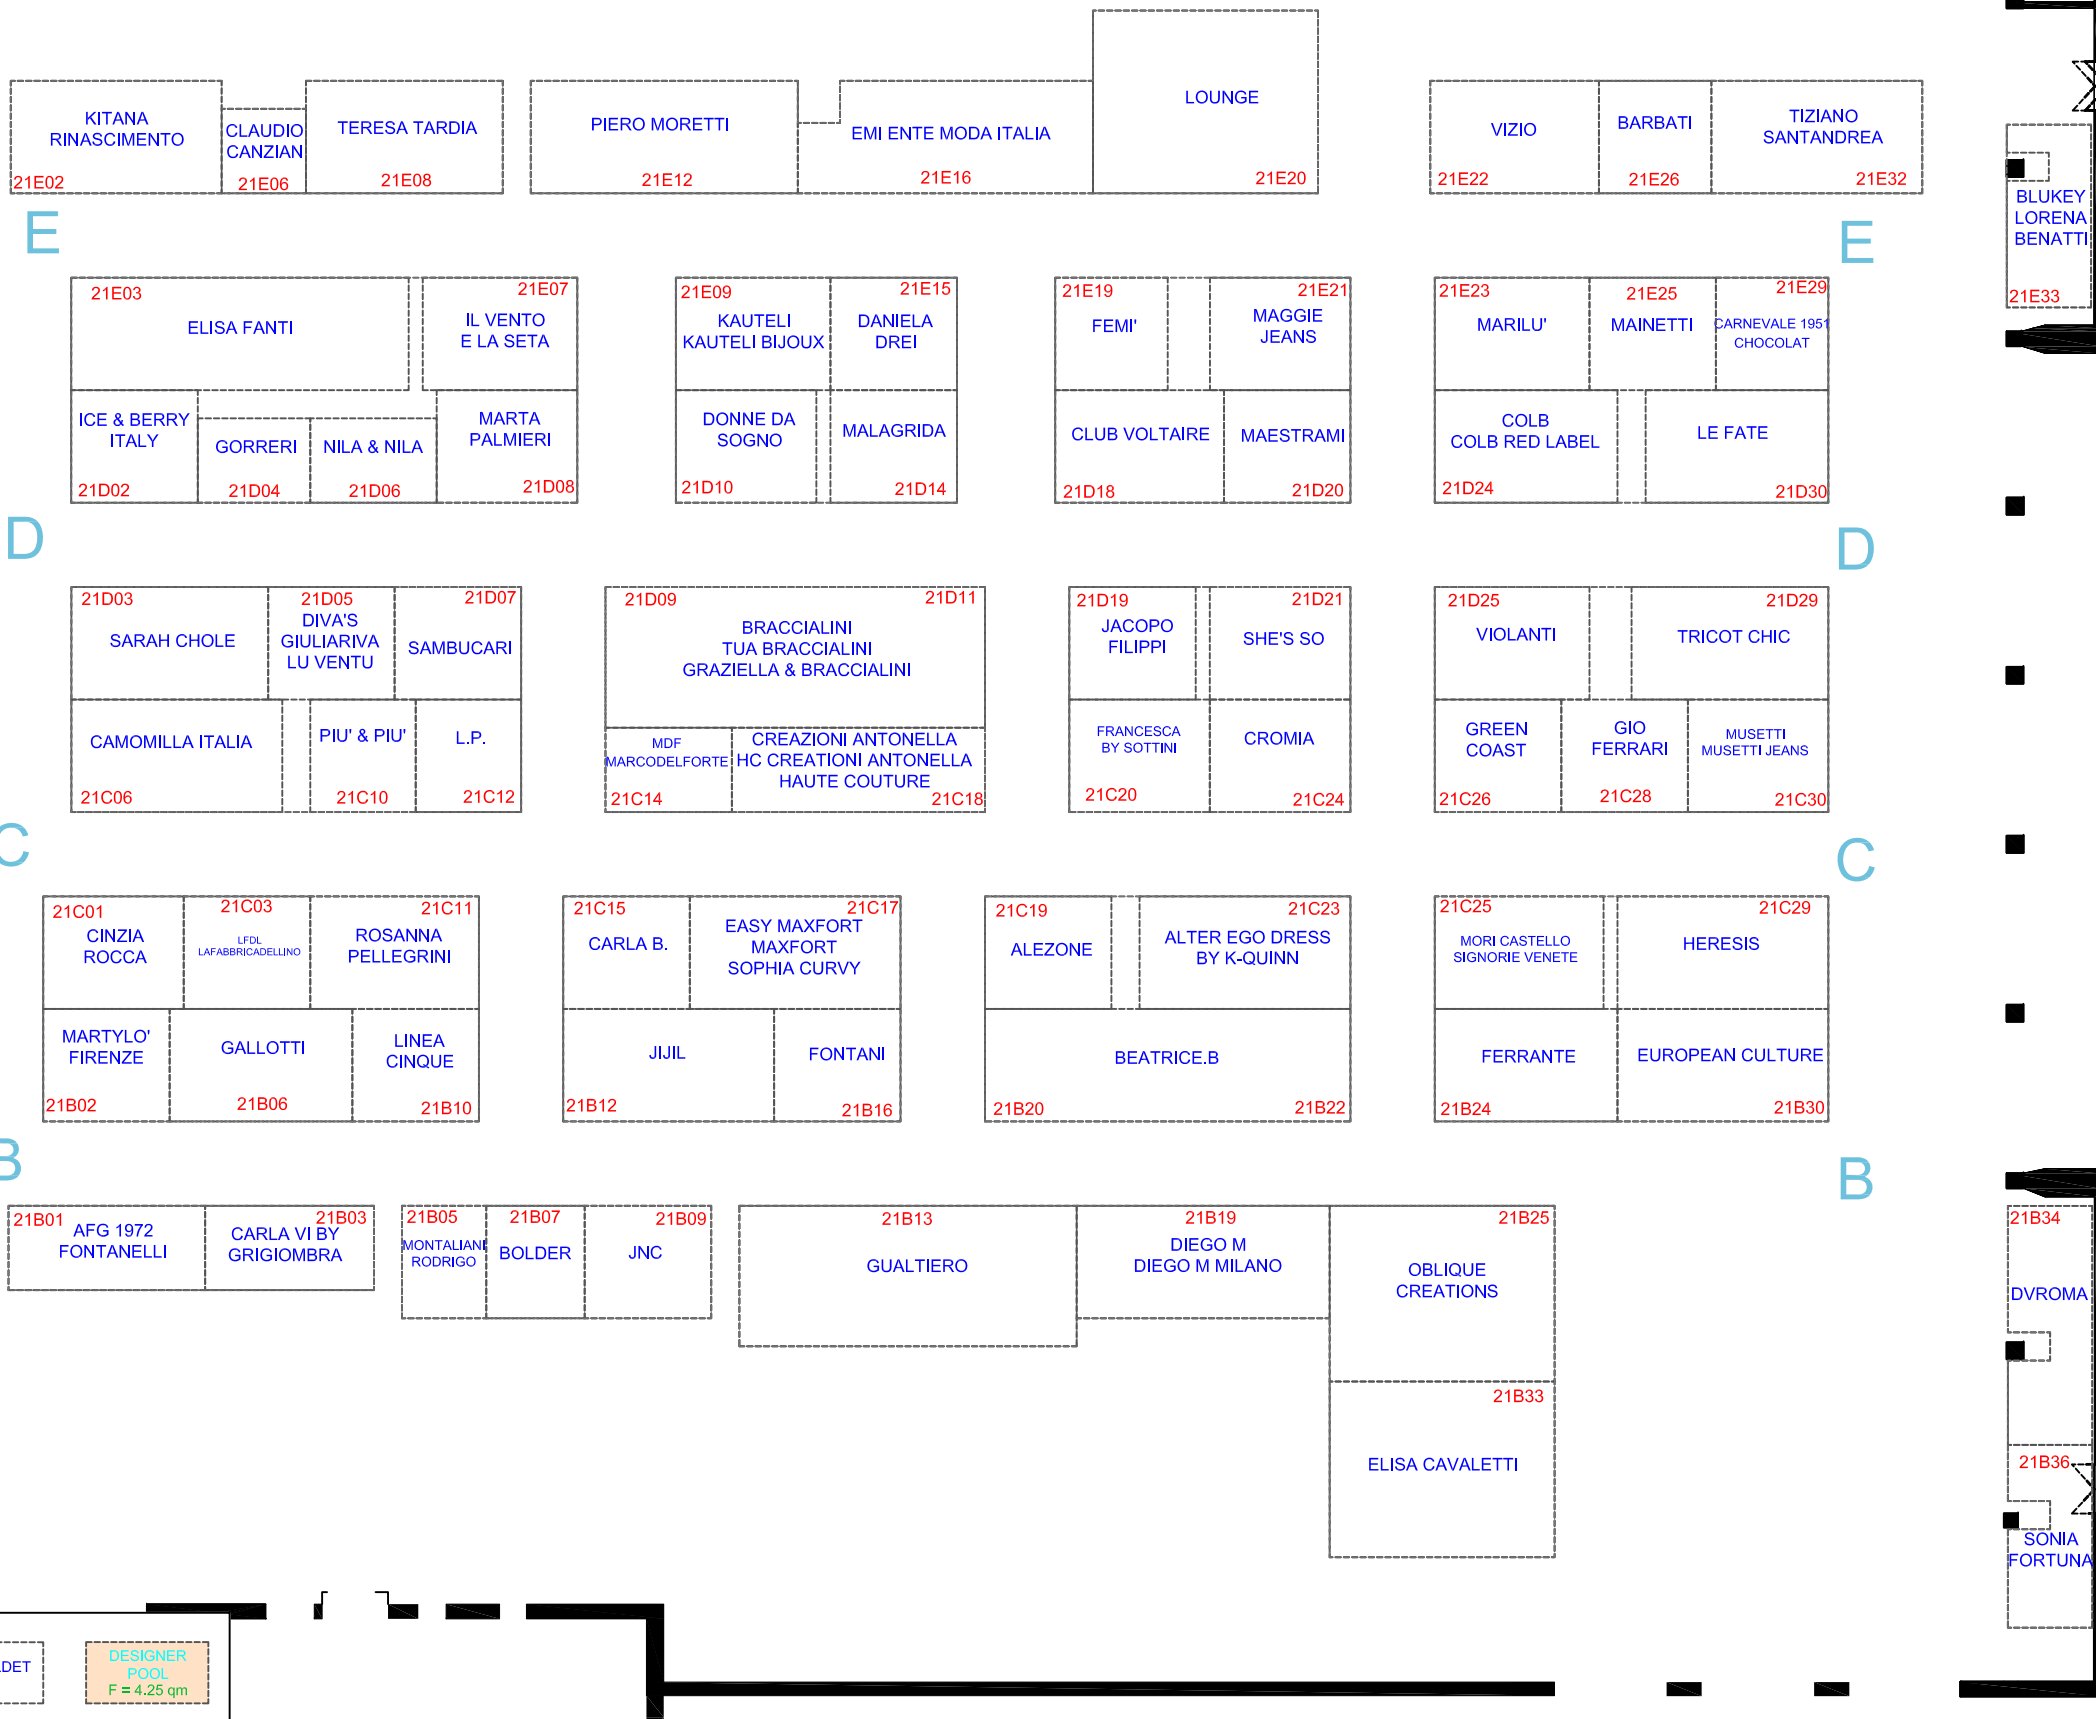 LOUNGE
21E20
KITANA
RINASCIMENTO
21E02
CLAUDIO
CANZIAN
21E06
TERESA TARDIA
21E08
PIERO MORETTI
21E12
EMI ENTE MODA ITALIA
21E16
VIZIO
21E22
BARBATI
21E26
TIZIANO
SANTANDREA
21E32
BLUKEY
LORENA
BENATTI
21E33
E
E
21E03
ELISA FANTI
21E07
IL VENTO
E LA SETA
21E09
KAUTELI
KAUTELI BIJOUX
21E15
DANIELA
DREI
21E19
FEMI'
21E21
MAGGIE
JEANS
21E23
MARILU'
21E25
MAINETTI
21E29
CARNEVALE 1951
CHOCOLAT
ICE & BERRY
ITALY
21D02
GORRERI
21D04
NILA & NILA
21D06
MARTA
PALMIERI
21D08
DONNE DA
SOGNO
21D10
MALAGRIDA
21D14
CLUB VOLTAIRE
21D18
MAESTRAMI
21D20
COLB
COLB RED LABEL
21D24
LE FATE
21D30
D
D
21D03
SARAH CHOLE
21D05
DIVA'S
GIULIARIVA
LU VENTU
21D07
SAMBUCARI
21D09
21D11
BRACCIALINI
TUA BRACCIALINI
GRAZIELLA & BRACCIALINI
21D19
JACOPO
FILIPPI
21D21
SHE'S SO
21D25
VIOLANTI
21D29
TRICOT CHIC
CAMOMILLA ITALIA
21C06
PIU' & PIU'
21C10
L.P.
21C12
MDF
MARCODELFORTE
21C14
CREAZIONI ANTONELLA
HC CREATIONI ANTONELLA
HAUTE COUTURE
21C18
FRANCESCA
BY SOTTINI
21C20
CROMIA
21C24
GREEN
COAST
21C26
GIO
FERRARI
21C28
MUSETTI
MUSETTI JEANS
21C30
C
C
21C01
CINZIA
ROCCA
21C03
LFDL
LAFABBRICADELLINO
21C11
ROSANNA
PELLEGRINI
21C15
CARLA B.
21C17
EASY MAXFORT
MAXFORT
SOPHIA CURVY
21C19
ALEZONE
21C23
ALTER EGO DRESS
BY K-QUINN
21C25
MORI CASTELLO
SIGNORIE VENETE
21C29
HERESIS
MARTYLO'
FIRENZE
21B02
GALLOTTI
21B06
LINEA
CINQUE
21B10
JIJIL
21B12
FONTANI
21B16
BEATRICE.B
21B20
21B22
FERRANTE
21B24
EUROPEAN CULTURE
21B30
B
B
21B01
AFG 1972
FONTANELLI
21B03
CARLA VI BY
GRIGIOMBRA
21B05
MONTALIANI
RODRIGO
21B07
BOLDER
21B09
JNC
21B13
GUALTIERO
21B19
DIEGO M
DIEGO M MILANO
21B25
OBLIQUE
CREATIONS
21B34
DVROMA
21B33
ELISA CAVALETTI
21B36
SONIA
FORTUNA
DET
DESIGNER
POOL
F = 4.25 qm